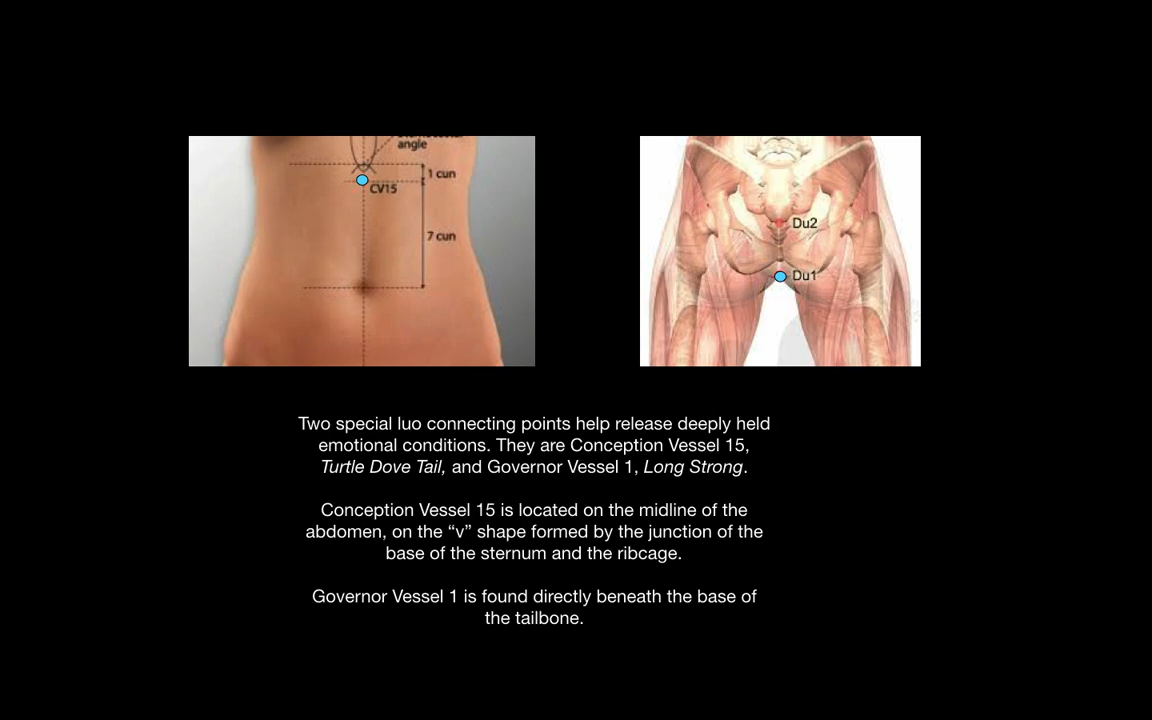 angle
1 cun
CV15
7 cun
Du2
Du1
Two special luo connecting points help release deeply held
emotional conditions. They are Conception Vessel 15,
Turtle Dove Tail, and Governor Vessel 1, Long Strong.
Conception Vessel 15 is located on the midline of the
abdomen, on the “v” shape formed by the junction of the
base of the sternum and the ribcage.
Governor Vessel 1 is found directly beneath the base of
the tailbone.